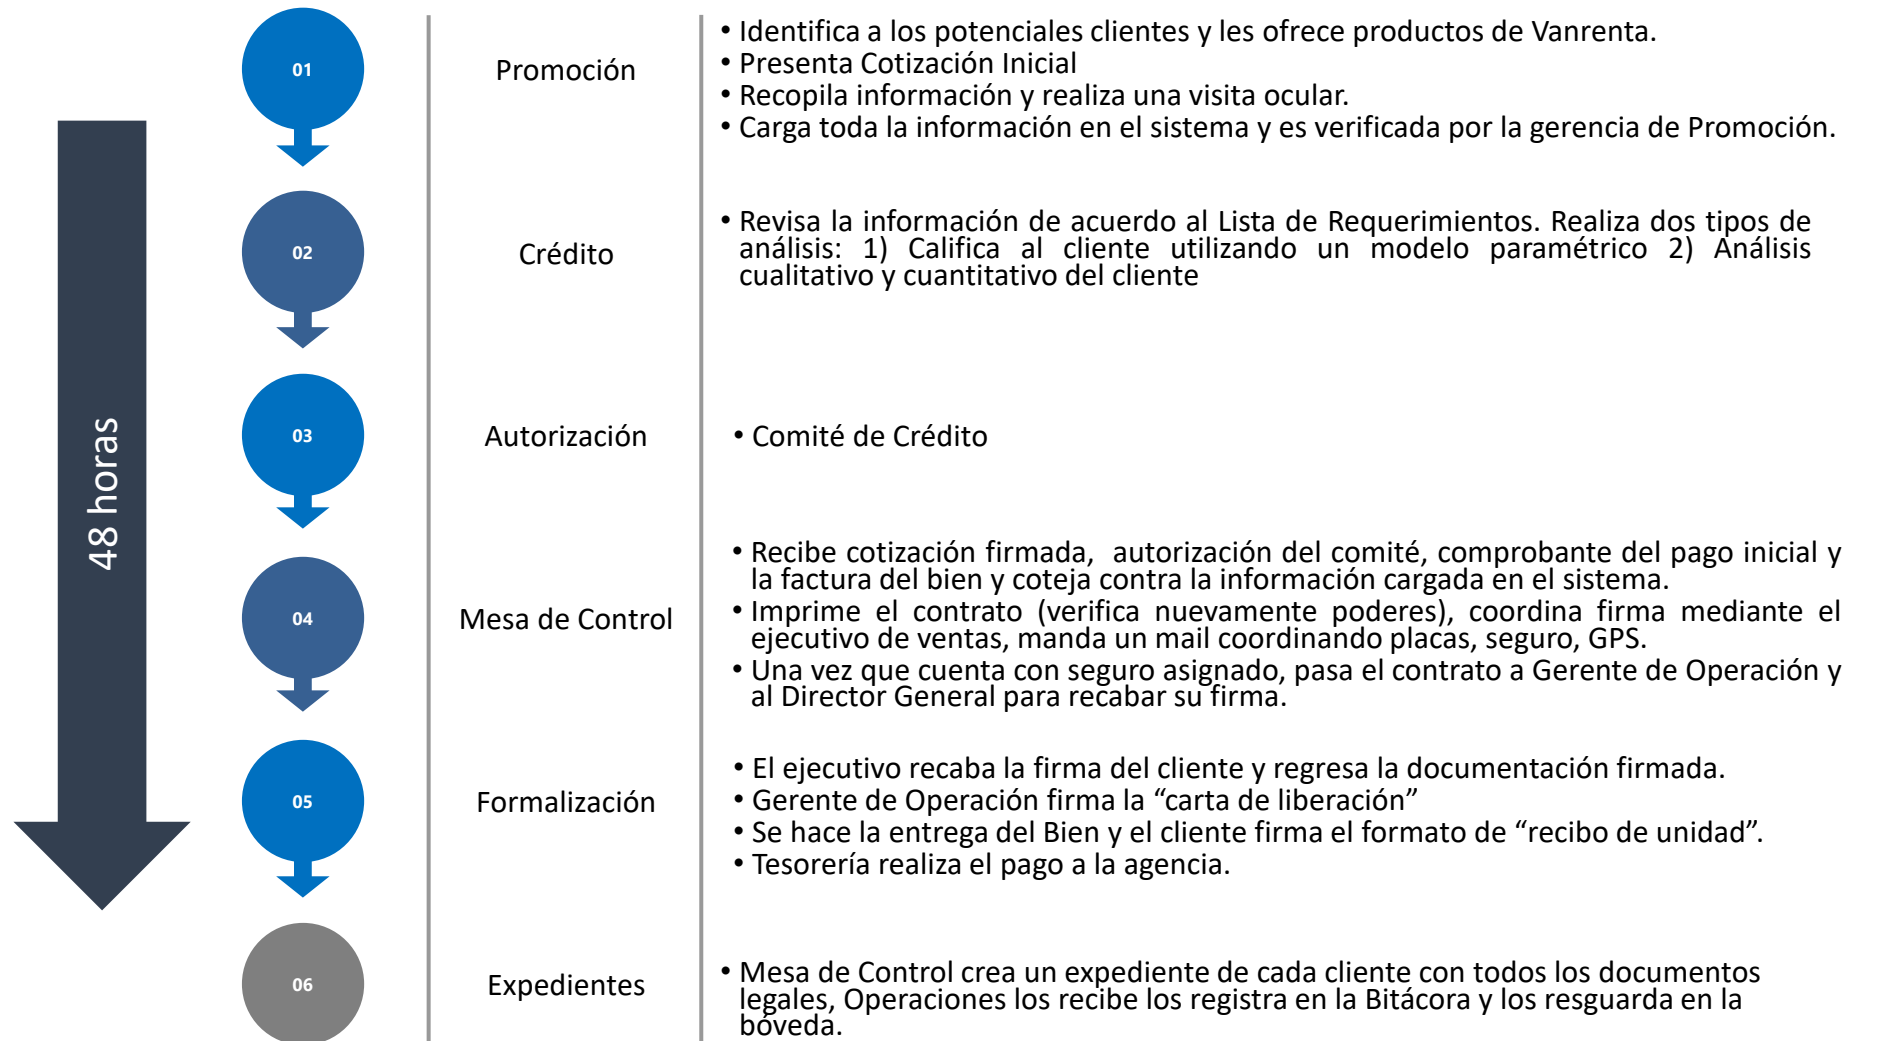 01
Promoción
• Identifica a los potenciales clientes y les ofrece productos de Vanrenta.
• Presenta Cotización Inicial
• Recopila información y realiza una visita ocular.
• Carga toda la información en el sistema y es verificada por la gerencia de Promoción.
02
Crédito
• Revisa la información de acuerdo al Lista de Requerimientos. Realiza dos tipos de
análisis: 1) Califica al cliente utilizando un modelo paramétrico 2) Análisis
cualitativo y cuantitativo del cliente
48 horas
03
Autorización
• Comité de Crédito
04
Mesa de Control
• Recibe cotización firmada, autorización del comité, comprobante del pago inicial y
la factura del bien y coteja contra la información cargada en el sistema.
• Imprime el contrato (verifica nuevamente poderes), coordina firma mediante el
ejecutivo de ventas, manda un mail coordinando placas, seguro, GPS.
• Una vez que cuenta con seguro asignado, pasa el contrato a Gerente de Operación y
al Director General para recabar su firma.
05
Formalización
• El ejecutivo recaba la firma del cliente y regresa la documentación firmada.
• Gerente de Operación firma la “carta de liberación”
• Se hace la entrega del Bien y el cliente firma el formato de “recibo de unidad”.
• Tesorería realiza el pago a la agencia.
06
Expedientes
• Mesa de Control crea un expediente de cada cliente con todos los documentos
legales, Operaciones los recibe los registra en la Bitácora y los resguarda en la
bóveda.